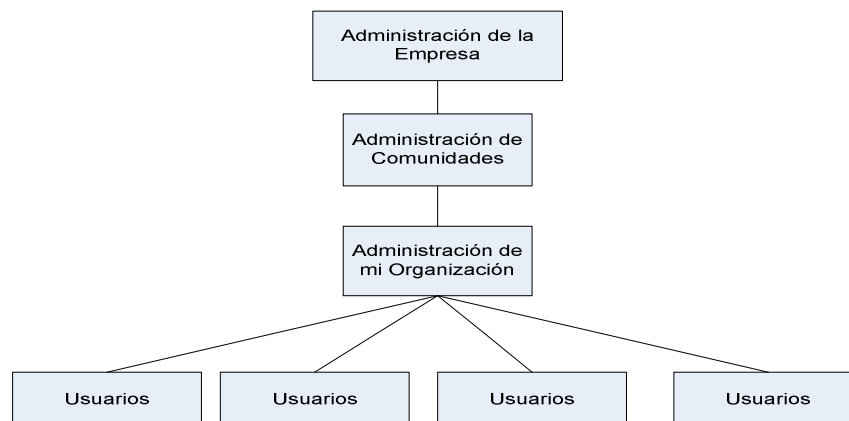 Administración de la
Empresa
Administración de
Comunidades
Administración de
mi Organización
Usuarios
Usuarios
Usuarios
Usuarios